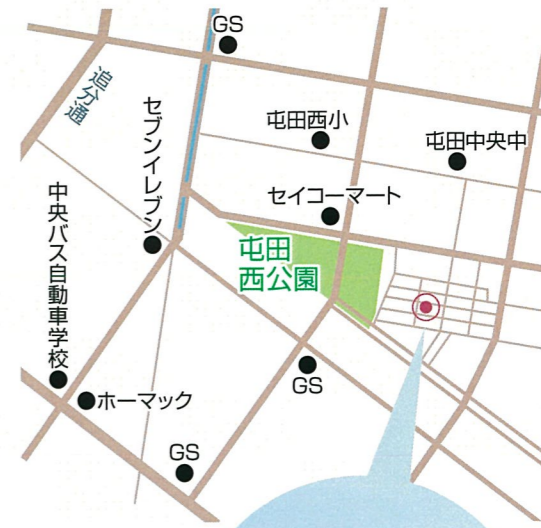 GS
追分通
セブンイレブン
屯田西小
屯田中央中
セイコーマート
中央バス自動車学校
屯田
西公園
GS
ホーマック
GS